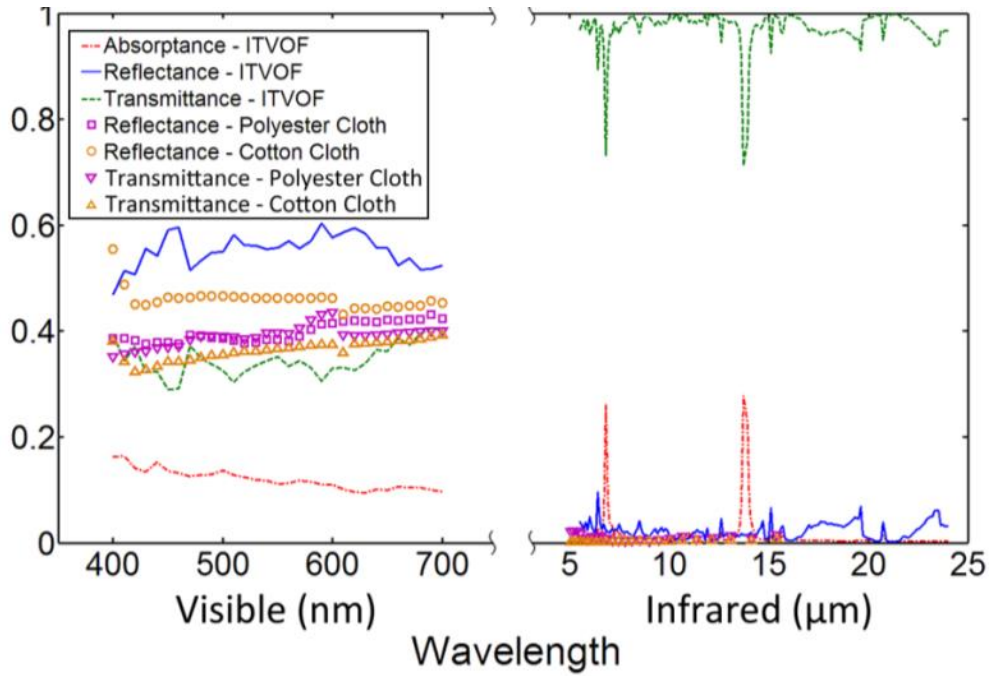 1
0.8
0.6
0.4
0.2
0
Absorptance - ITVOF
Reflectance - ITVOF
Transmittance - ITVOF
Reflectance - Polyester Cloth
Reflectance - Cotton Cloth
Transmittance - Polyester Cloth
Transmittance - Cotton Cloth
400 500 600 700 5 10 15 20 25
Visible (nm) Infrared (μm)
Wavelength